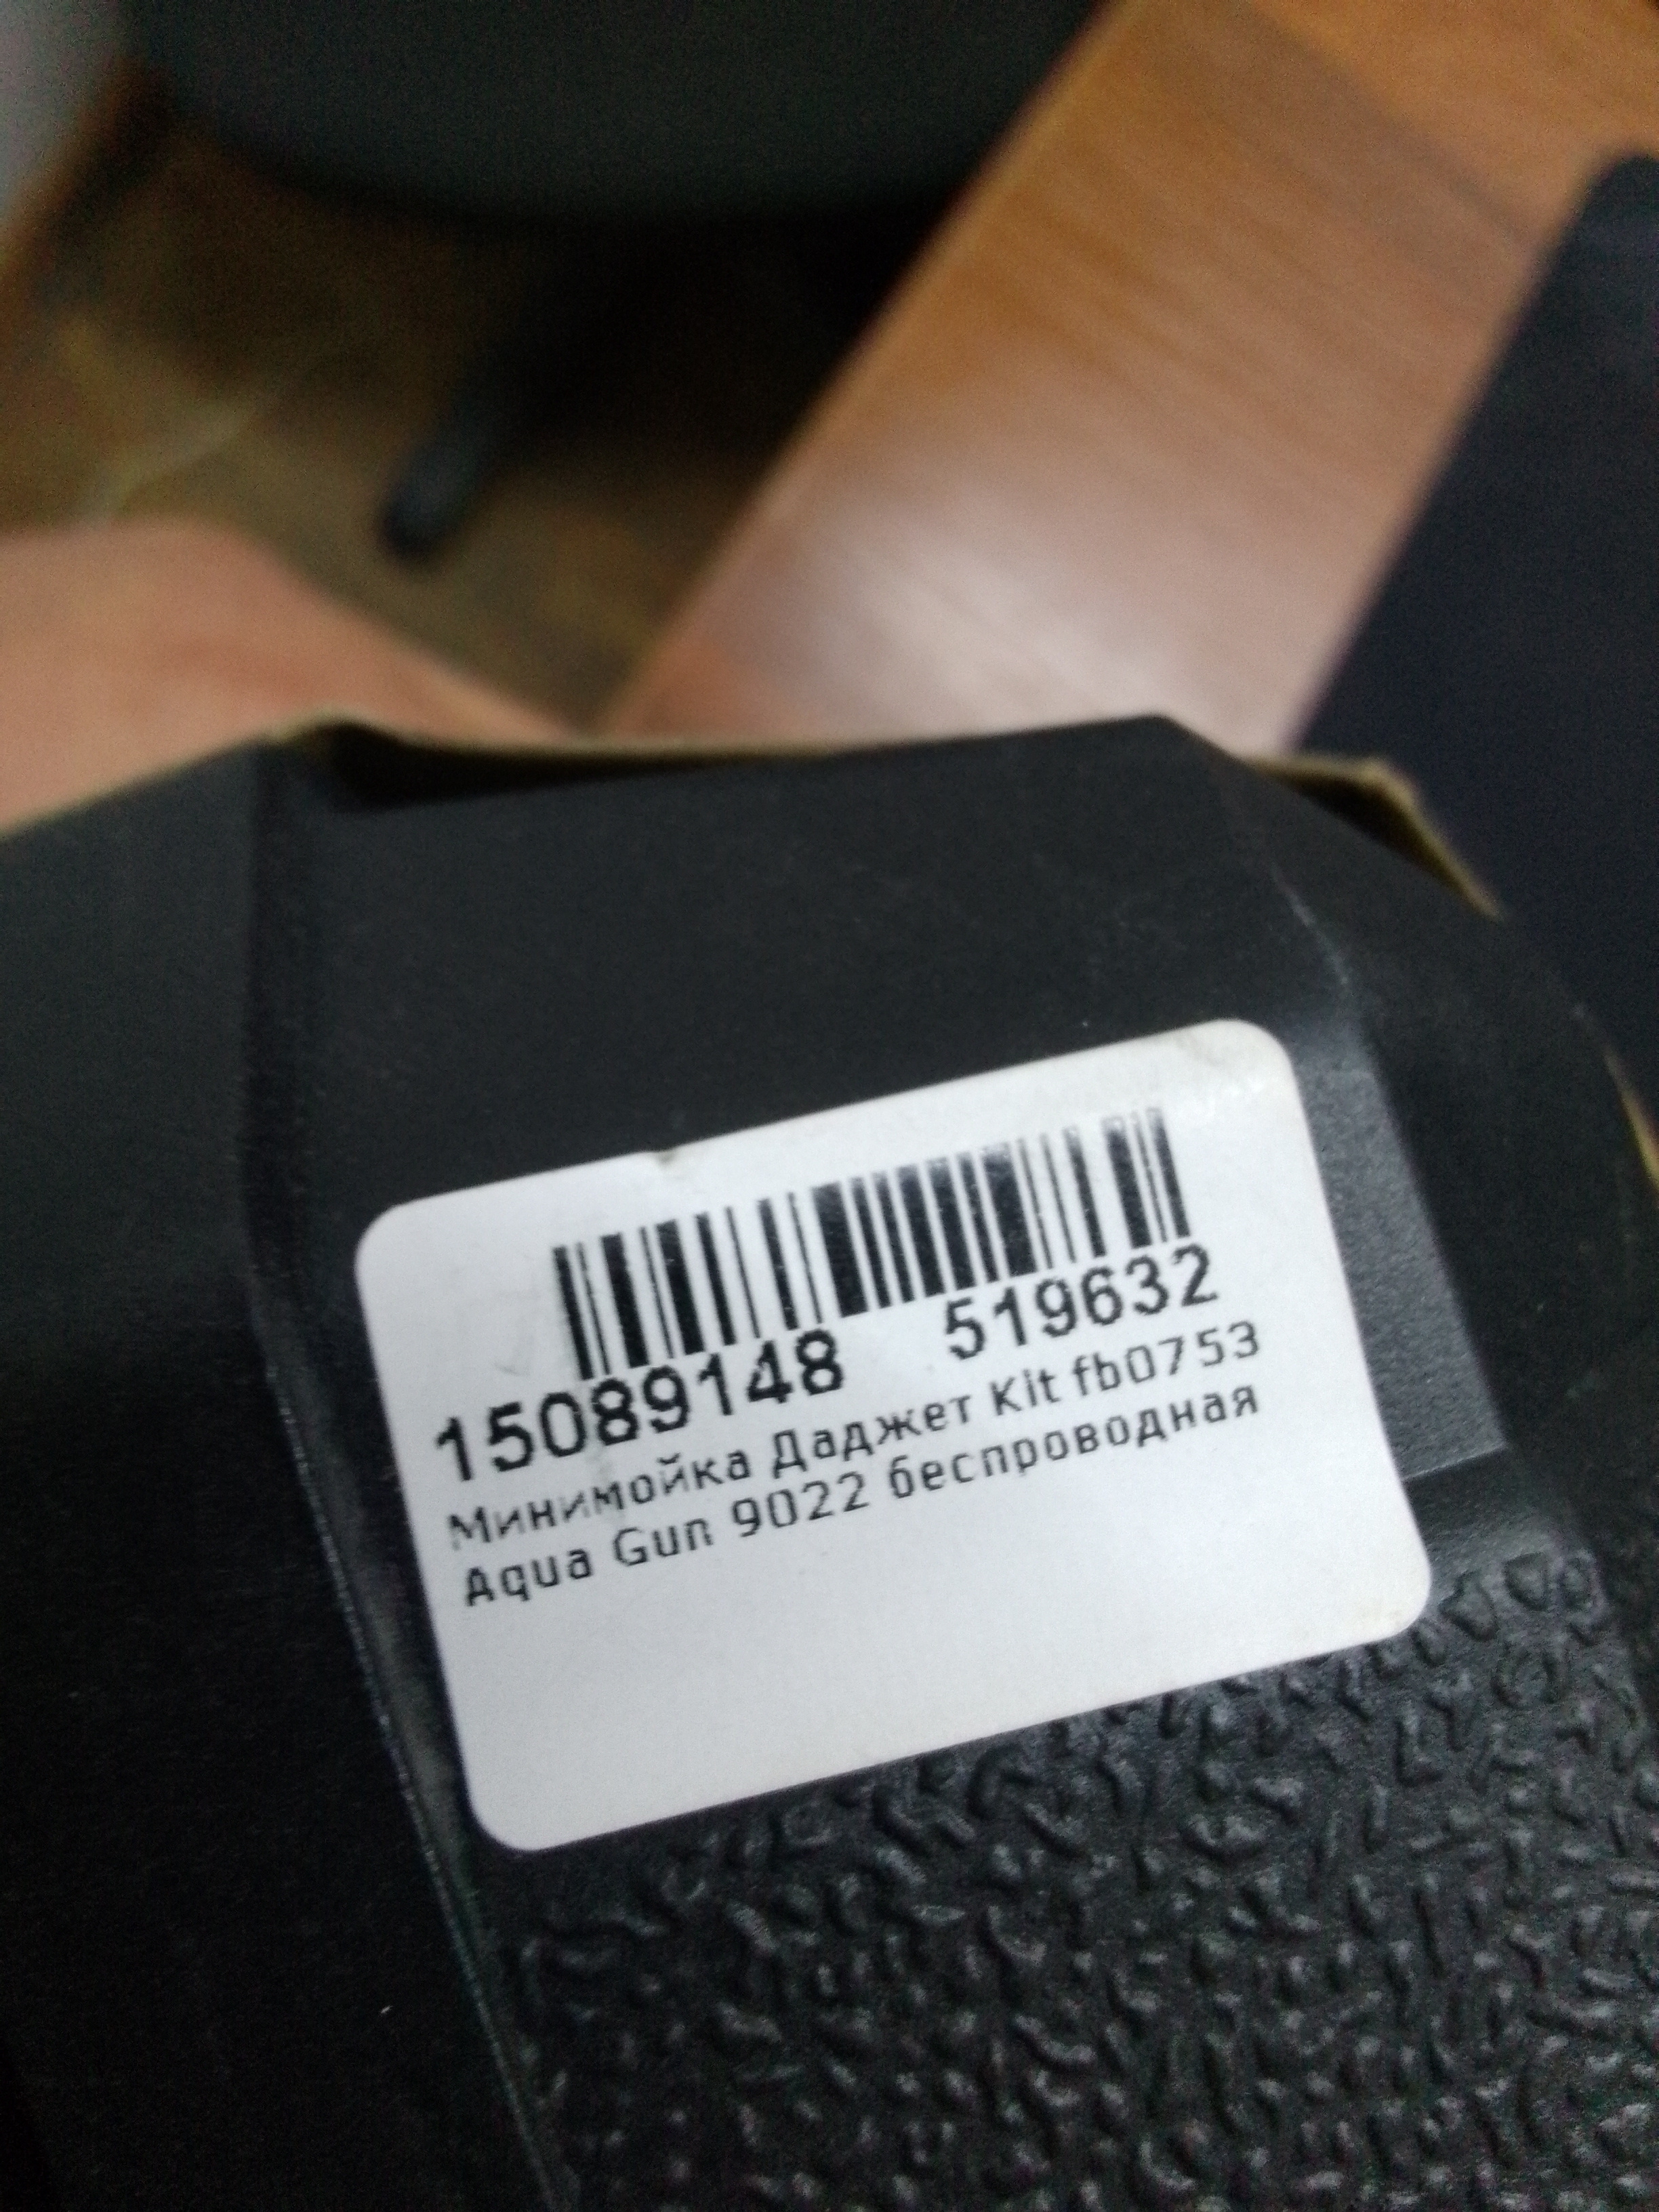 15089148 519632
Минимойка Даджет Kit fb0753
Aqua Gun 9022 беспроводная